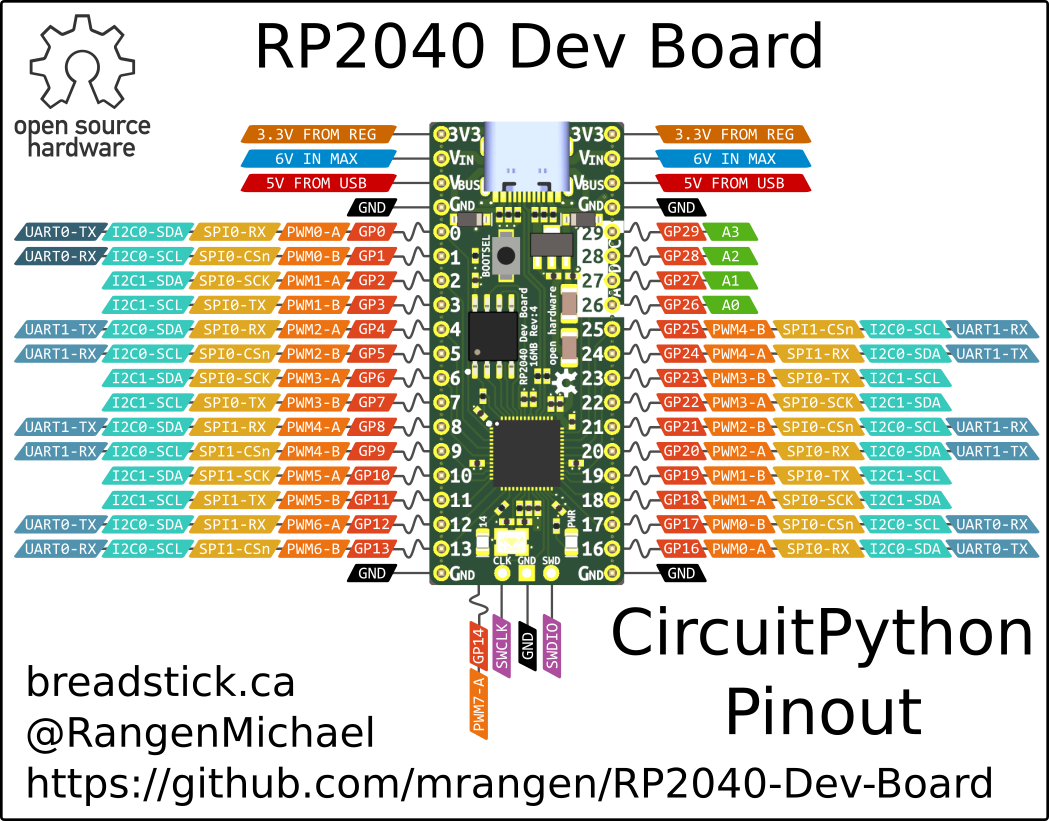 RP2040 Dev Board
open source
hardware
3.3V FROM REG 3V3 3V3 3.3V FROM REG
6V IN MAX VIN VIN 6V IN MAX
5V FROM USB VBUS VBUS 5V FROM USB
GND GND GND GND
UART0-TX I2C0-SDA SPI0-RX PWM0-A GP0 0 29 GP29 A3
UART0-RX I2C0-SCL SPI0-CSn PWM0-B GP1 1 28 GP28 A2
I2C1-SDA SPI0-SCK PWM1-A GP2 2 27 GP27 A1
I2C1-SCL SPI0-TX PWM1-B GP3 3 26 GP26 A0
UART1-TX I2C0-SDA SPI0-RX PWM2-A GP4 4 25 GP25 PWM4-B SPI1-CSn I2C0-SCL UART1-RX
UART1-RX I2C0-SCL SPI0-CSn PWM2-B GP5 5 24 GP24 PWM4-A SPI1-RX I2C0-SDA UART1-TX
I2C1-SDA SPI0-SCK PWM3-A GP6 6 23 GP23 PWM3-B SPI0-TX I2C1-SCL
I2C1-SCL SPI0-TX PWM3-B GP7 7 22 GP22 PWM3-A SPI0-SCK I2C1-SDA
UART1-TX I2C0-SDA SPI1-RX PWM4-A GP8 8 21 GP21 PWM2-B SPI0-CSn I2C0-SCL UART1-RX
UART1-RX I2C0-SCL SPI1-CSn PWM4-B GP9 9 20 GP20 PWM2-A SPI0-RX I2C0-SDA UART1-TX
I2C1-SDA SPI1-SCK PWM5-A GP10 10 19 GP19 PWM1-B SPI0-TX I2C1-SCL
I2C1-SCL SPI1-TX PWM5-B GP11 11 18 GP18 PWM1-A SPI0-SCK I2C1-SDA
UART0-TX I2C0-SDA SPI1-RX PWM6-A GP12 12 17 GP17 PWM0-B SPI0-CSn I2C0-SCL UART0-RX
UART0-RX I2C0-SCL SPI1-CSn PWM6-B GP13 13 16 GP16 PWM0-A SPI0-RX I2C0-SDA UART0-TX
GND GND GND GND
BOOTSEL
RP2040 Dev Board
16MB Rev:4
open hardware
14
PWR
CLK GND SWD
PWM7-A GP14
SWCLK
GND
SWDIO
CircuitPython
Pinout
breadstick.ca
@RangenMichael
https://github.com/mrangen/RP2040-Dev-Board